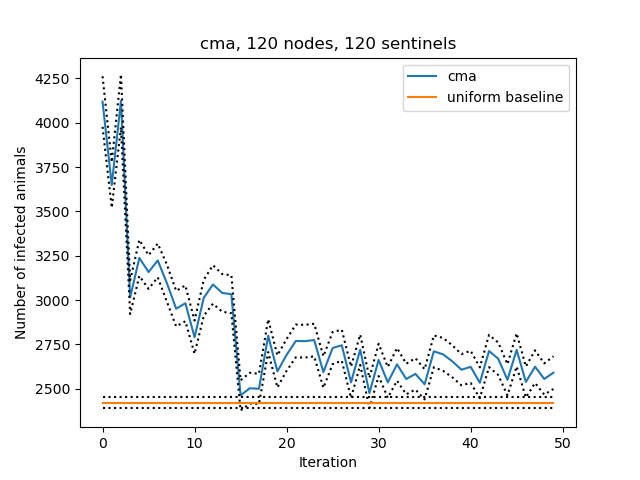 cma, 120 nodes, 120 sentinels
cma
uniform baseline
Number of infected animals
4250
4000
3750
3500
3250
3000
2750
2500
0 10 20 30 40 50
Iteration